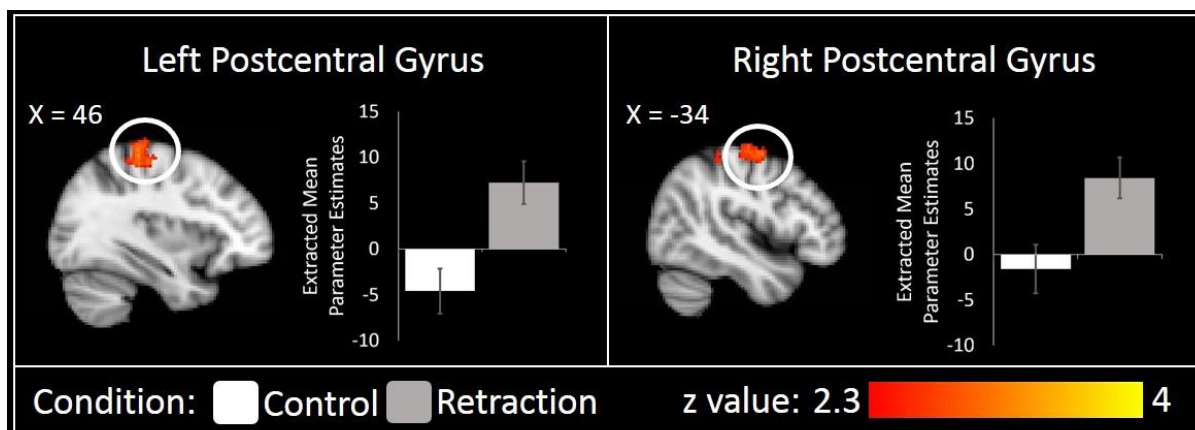 Left Postcentral Gyrus
X = 46
Extracted Mean
Parameter Estimates
15
10
5
0
-5
-10
Right Postcentral Gyrus
X = -34
Extracted Mean
Parameter Estimates
15
10
5
0
-5
-10
Condition: Control Retraction
z value: 2.3 4